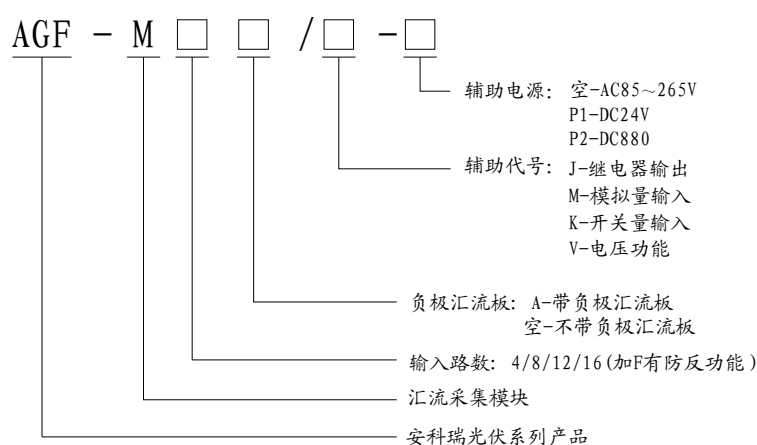 AGF - M □ □ / □ - □
辅助电源: 空-AC85~265V
P1-DC24V
P2-DC880
辅助代号: J-继电器输出
M-模拟量输入
K-开关量输入
V-电压功能
负极汇流板: A-带负极汇流板
空-不带负极汇流板
输入路数: 4/8/12/16(加F有防反功能)
汇流采集模块
安科瑞光伏系列产品